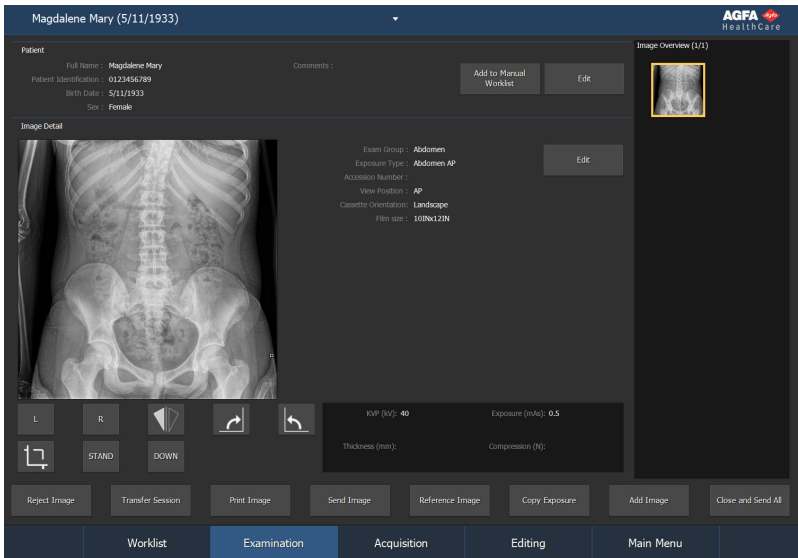 Magdalene Mary (5/11/1933)
AGFA Agfa
HealthCare
Patient
Full Name : Magdalene Mary
Comments :
Patient Identification : 0123456789
Birth Date : 5/11/1933
Sex : Female
Add to Manual Worklist
Edit
Image Overview (1/1)
Image Detail
Exam Group : Abdomen
Exposure Type : Abdomen AP
Accession Number :
View Position : AP
Cassette Orientation: Landscape
Film size : 10INx12IN
Edit
L
R
STAND
DOWN
KVP (kV): 40
Exposure (mAs): 0.5
Thickness (mm):
Compression (N):
Reject Image
Transfer Session
Print Image
Send Image
Reference Image
Copy Exposure
Add Image
Close and Send All
Worklist
Examination
Acquisition
Editing
Main Menu